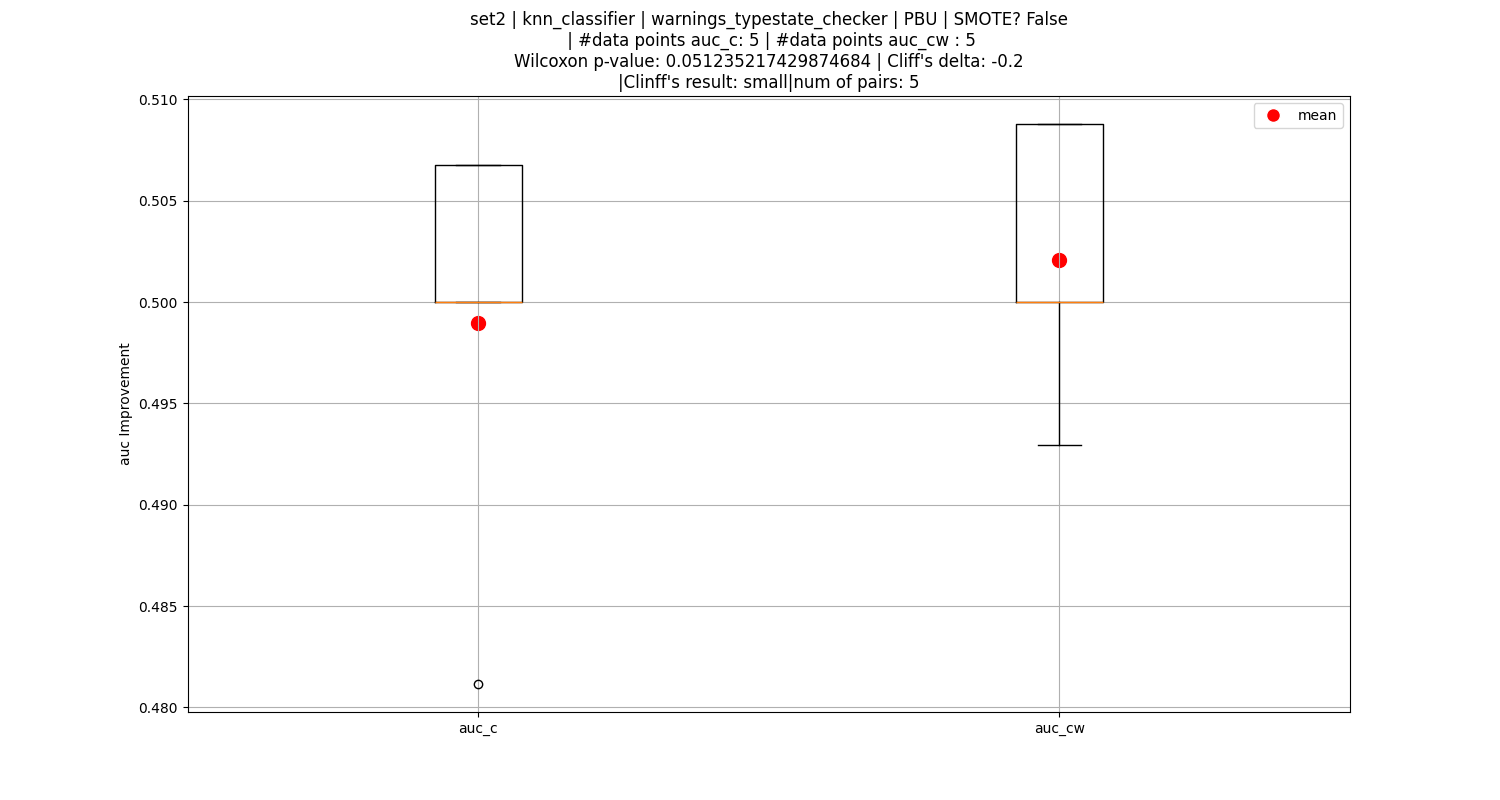 set2 | knn_classifier | warnings_typestate_checker | PBU | SMOTE? False
| #data points auc_c: 5 | #data points auc_cw : 5
Wilcoxon p-value: 0.051235217429874684 | Cliff's delta: -0.2
|Clinff's result: small|num of pairs: 5
mean
auc Improvement
0.510
0.505
0.500
0.495
0.490
0.485
0.480
auc_c
auc_cw